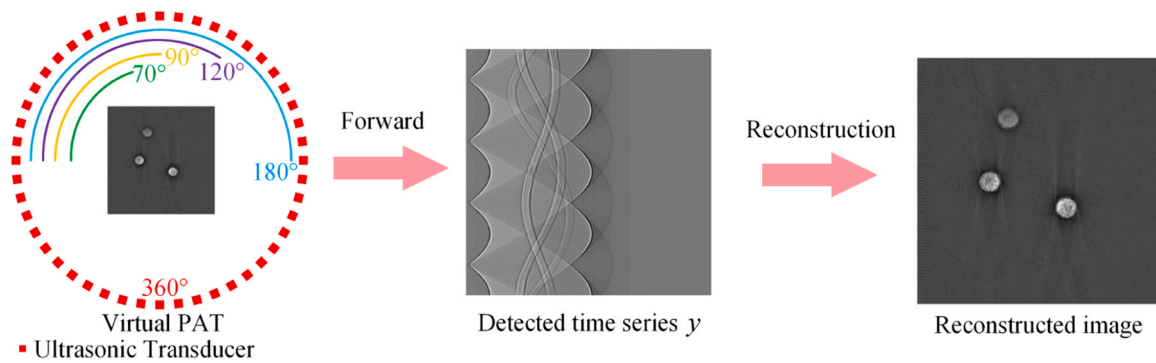 90°
120°
70°
180°
360°
Virtual PAT
Ultrasonic Transducer
Forward
Detected time series y
Reconstruction
Reconstructed image